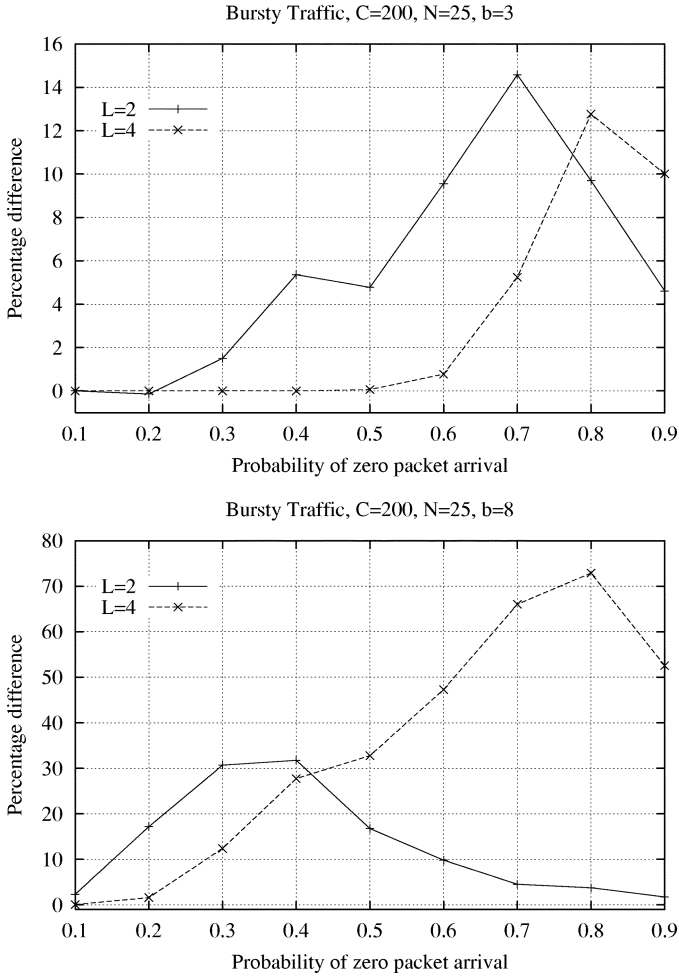 Bursty Traffic, C=200, N=25, b=3
16
14
12
10
8
6
4
2
0
Percentage difference
L=2
L=4
0.1 0.2 0.3 0.4 0.5 0.6 0.7 0.8 0.9
Probability of zero packet arrival
Bursty Traffic, C=200, N=25, b=8
80
70
60
50
40
30
20
10
0
Percentage difference
L=2
L=4
0.1 0.2 0.3 0.4 0.5 0.6 0.7 0.8 0.9
Probability of zero packet arrival